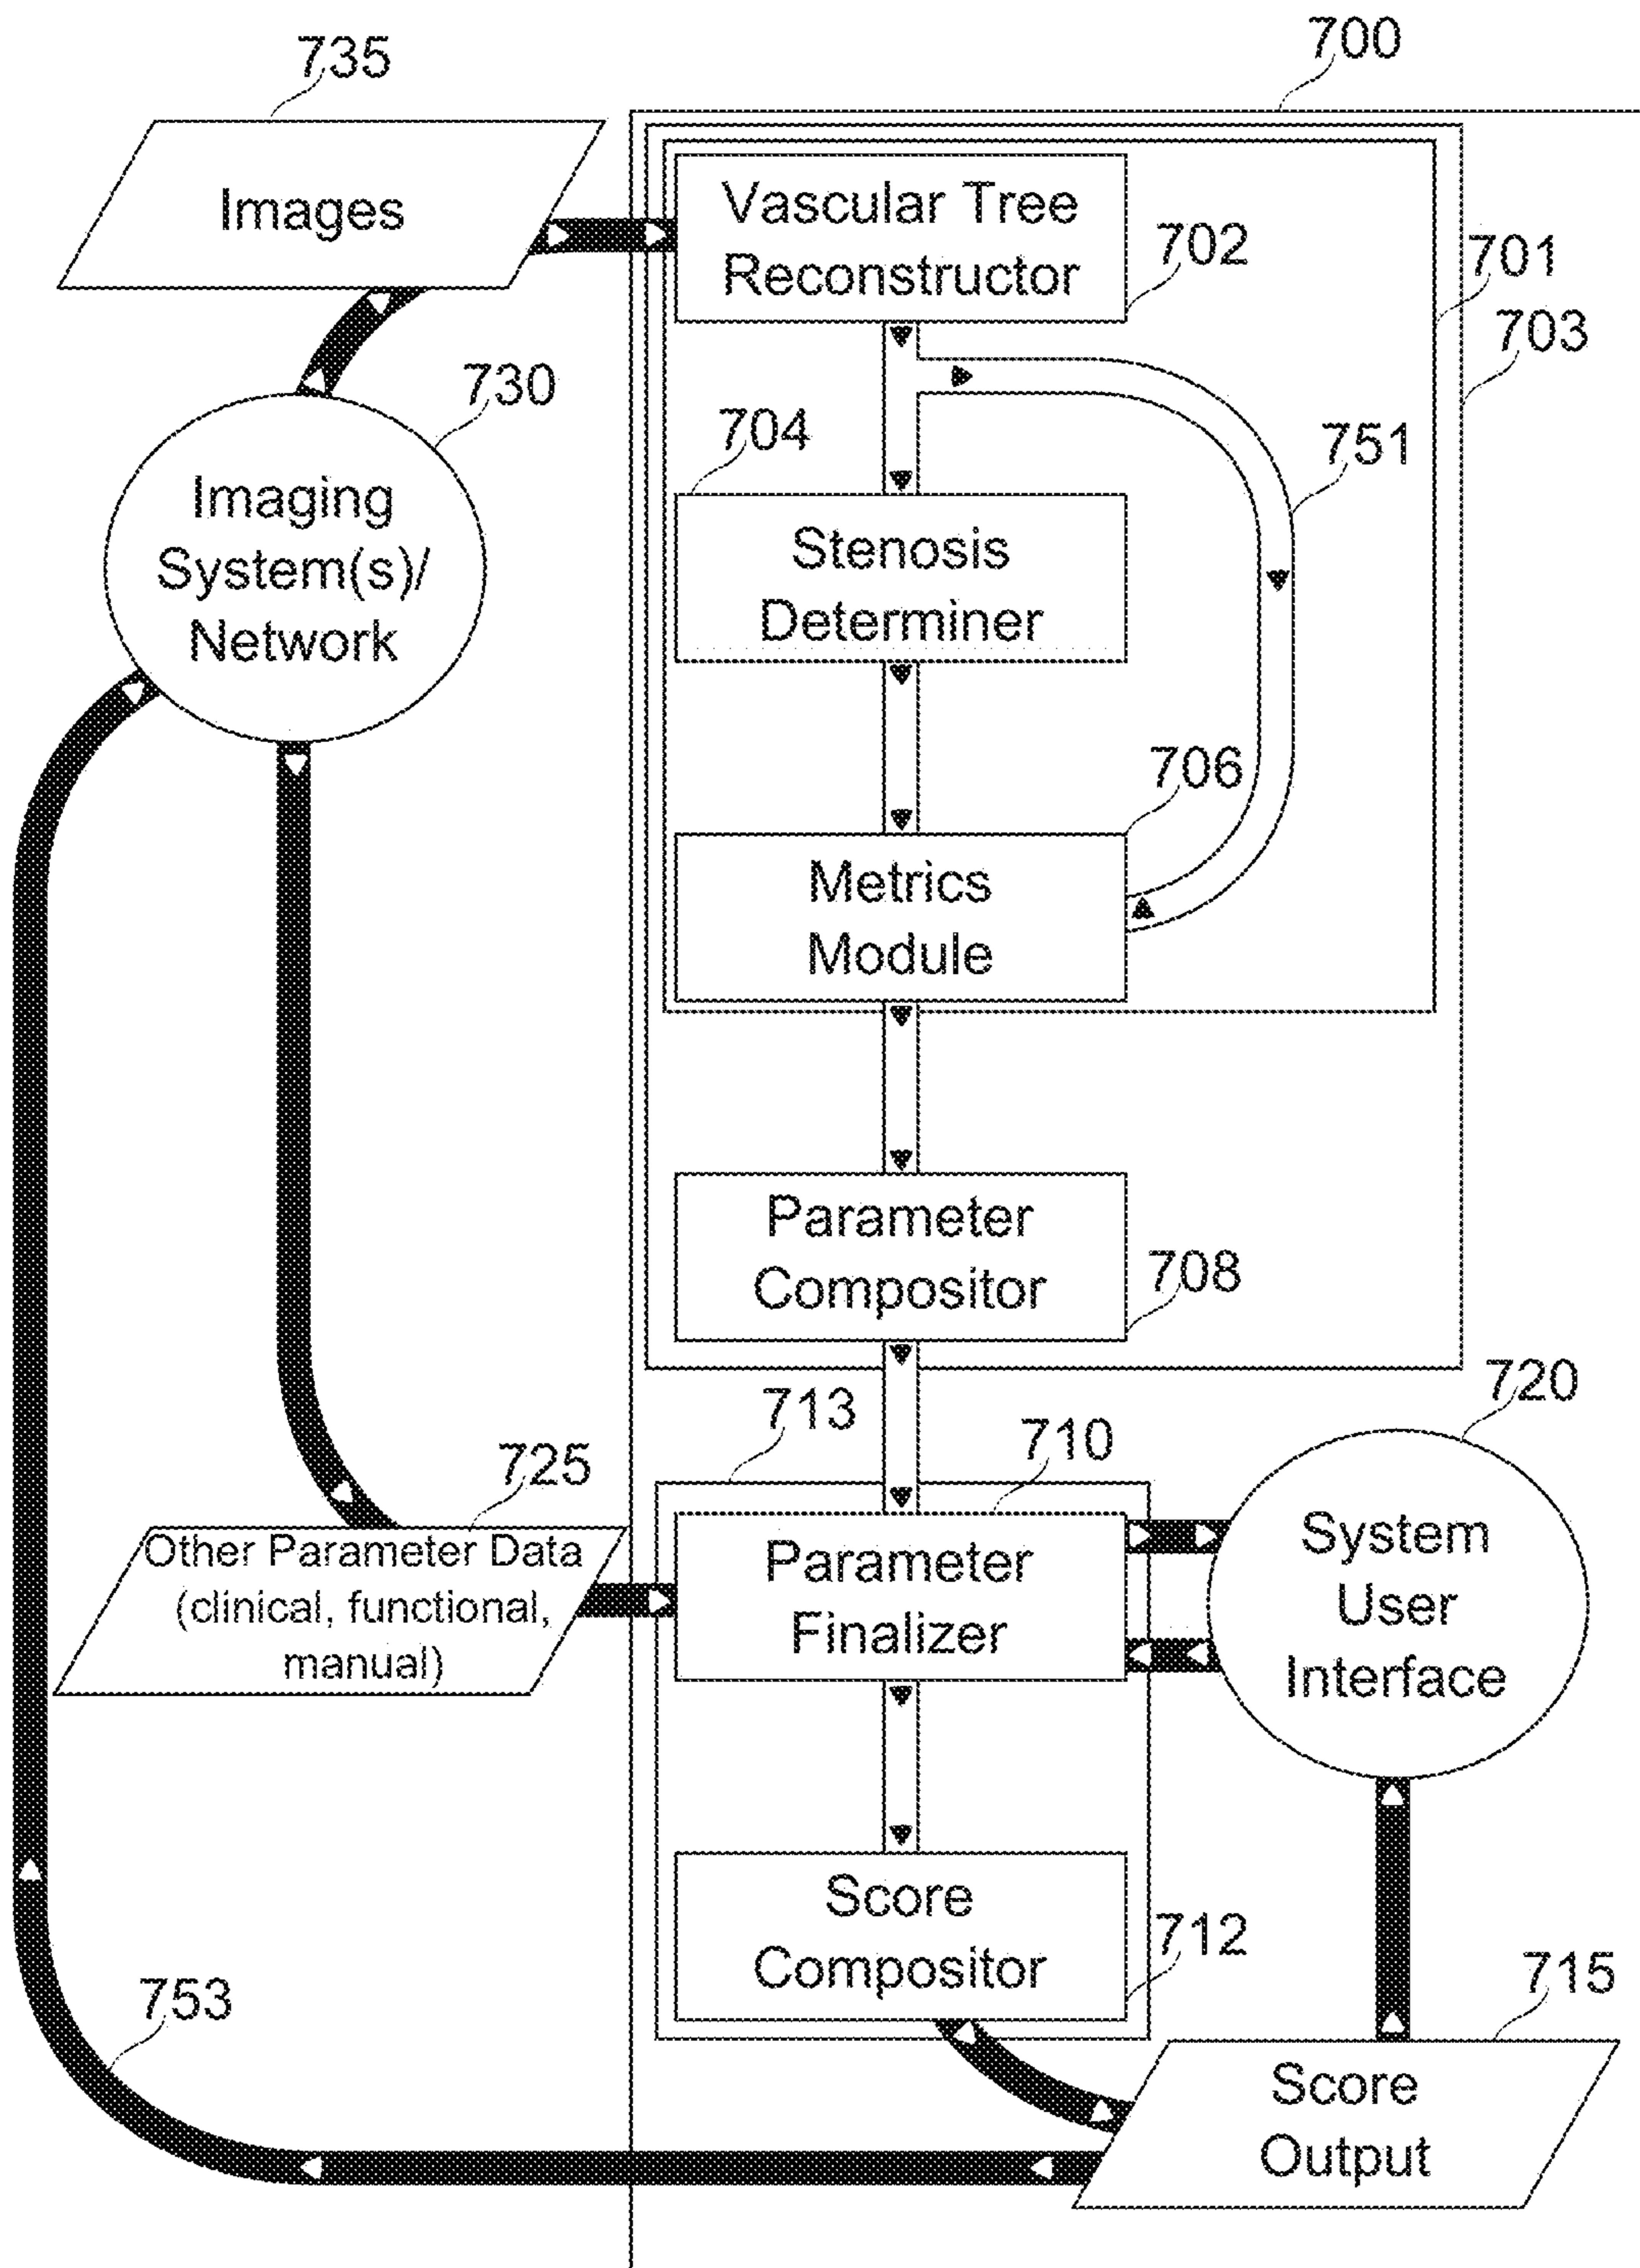 700
735
Images
Vascular Tree
Reconstructor
702
701
703
730
Imaging
System(s)/
Network
704
751
Stenosis
Determiner
706
Metrics
Module
Parameter
Compositor
708
713
710
720
725
Other Parameter Data
(clinical, functional,
manual)
Parameter
Finalizer
System
User
Interface
Score
Compositor
712
753
715
Score
Output